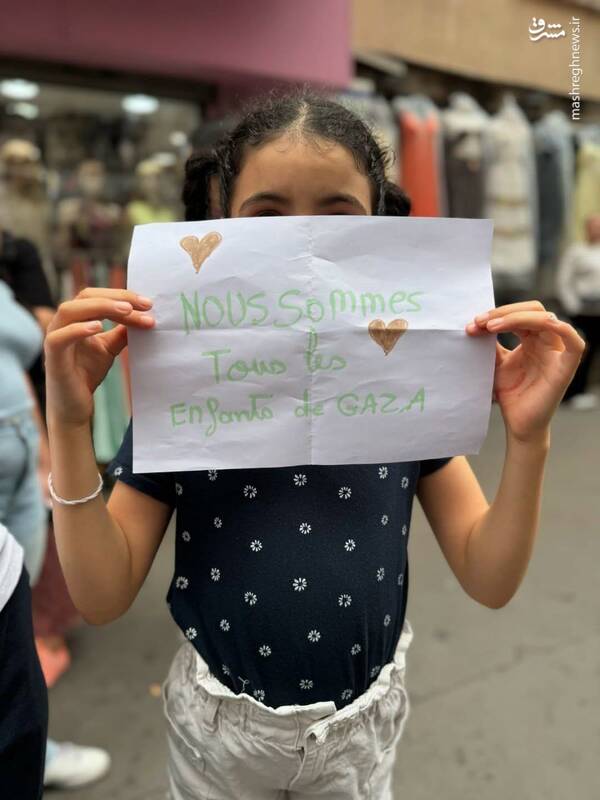 مشرق
mashreghnews.ir
NOUS Sommes
Tous les
Enfants de GAZA